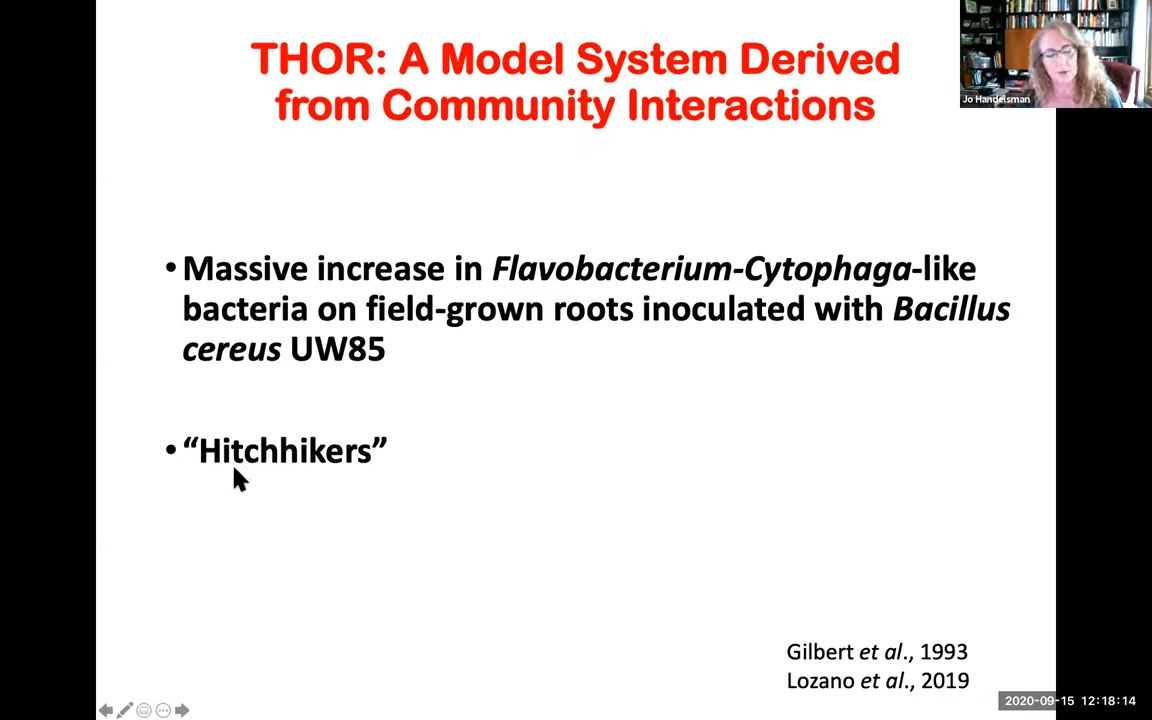 THOR: A Model System Derived
from Community Interactions
Jo Handelsman
• Massive increase in Flavobacterium-Cytophaga-like
bacteria on field-grown roots inoculated with Bacillus
cereus UW85
• “Hitchhikers”
Gilbert et al., 1993
Lozano et al., 2019
2020-09-15 12:18:14